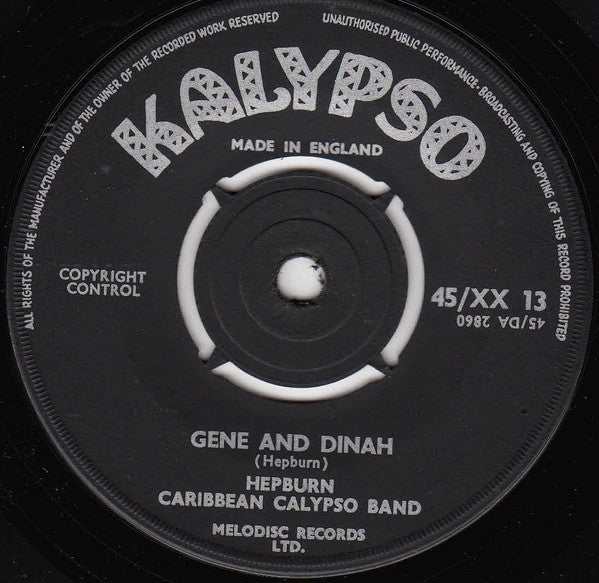 ALL RIGHTS OF THE MANUFACTURER AND OF THE OWNER OF THE RECORDED WORK RESERVED
UNAUTHORISED PUBLIC PERFORMANCE · BROADCASTING AND COPYING OF THIS RECORD PROHIBITED
KALYPSO
MADE IN ENGLAND
COPYRIGHT
CONTROL
45/XX 13
45/DA 2860
GENE AND DINAH
(Hepburn)
HEPBURN
CARIBBEAN CALYPSO BAND
MELODISC RECORDS
LTD.